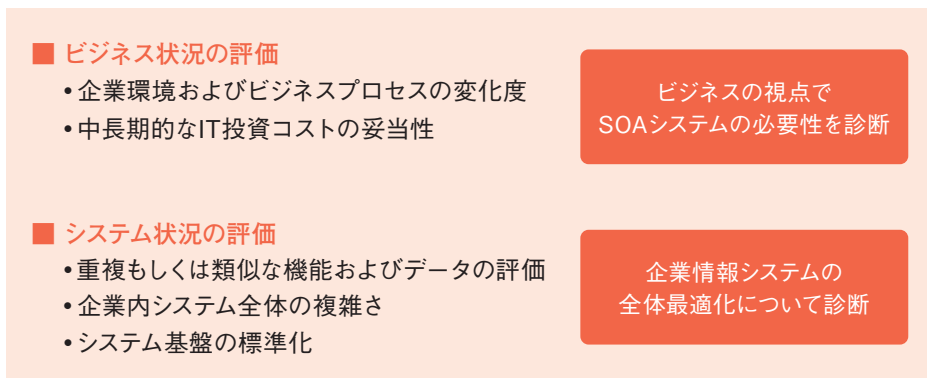 ■ ビジネス状況の評価
•企業環境およびビジネスプロセスの変化度
•中長期的なIT投資コストの妥当性
ビジネスの視点で
SOAシステムの必要性を診断
■ システム状況の評価
•重複もしくは類似な機能およびデータの評価
•企業内システム全体の複雑さ
•システム基盤の標準化
企業情報システムの
全体最適化について診断